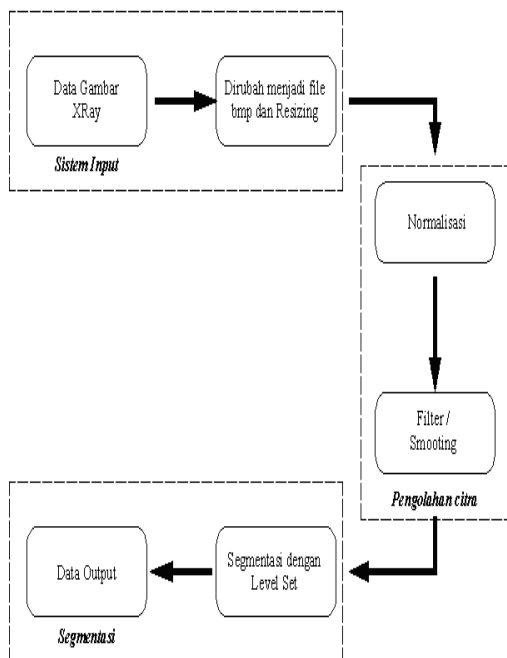 Data Gambar
XRay
Dirubah menjadi file
bmp dan Resizing
Sistem Input
Normalisasi
Filter /
Smooting
Pengolahan citra
Segmentasi dengan
Level Set
Data Output
Segmentasi